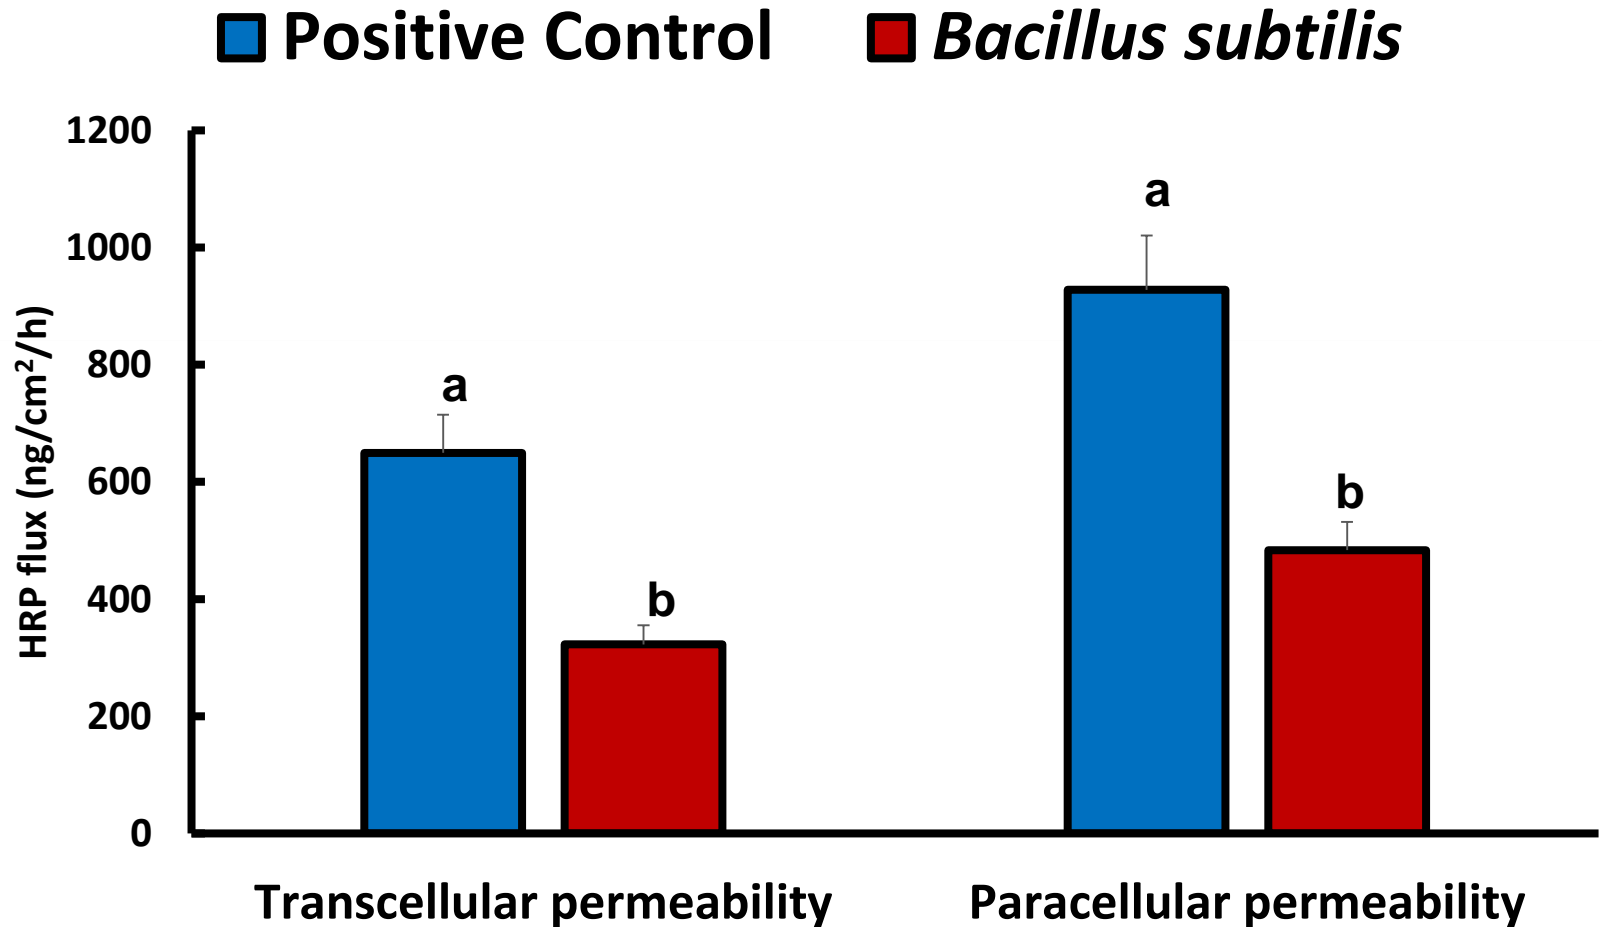 Positive Control Bacillus subtilis
1200
a
1000
800
a
600
b
400
b
200
0
HRP flux (ng/cm²/h)
Transcellular permeability Paracellular permeability